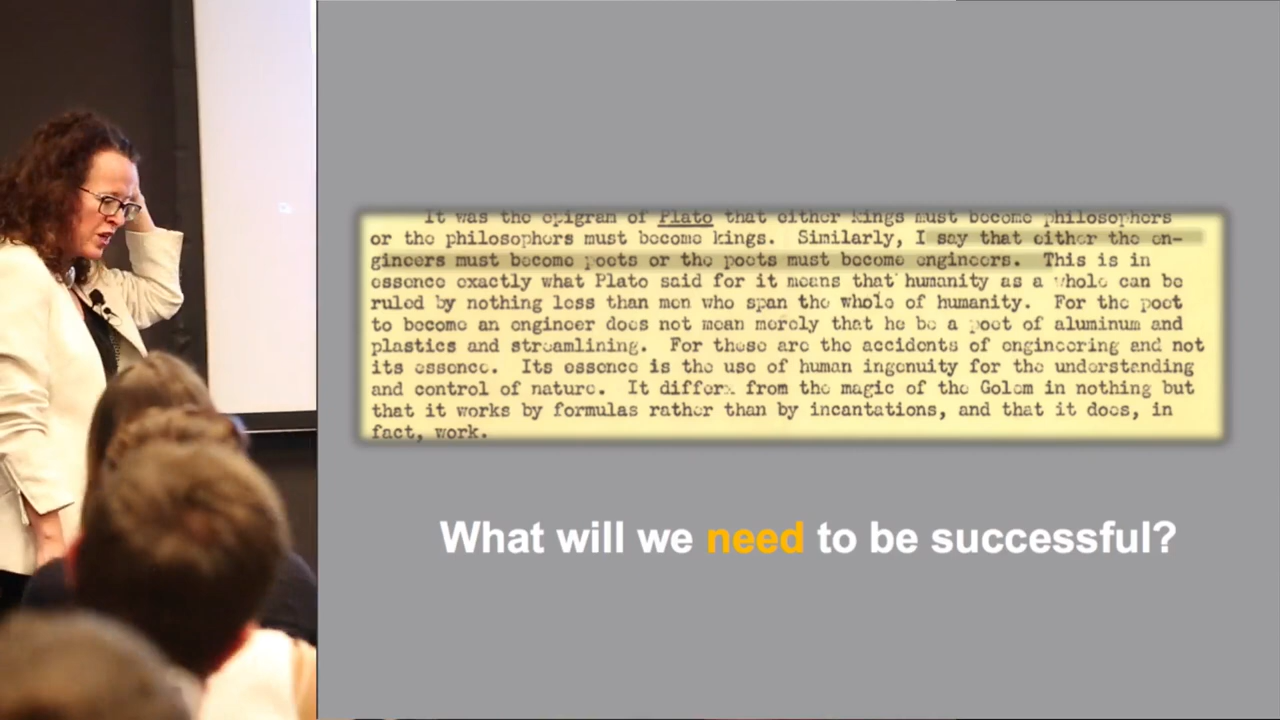 It was the epigram of Plato that either kings must become philosophers
or the philosophers must become kings. Similarly, I say that either the en-
gineers must become poets or the poets must become engineers. This is in
essence exactly what Plato said for it means that humanity as a whole can be
ruled by nothing less than men who span the whole of humanity. For the poet
to become an engineer does not mean merely that he be a poet of aluminum and
plastics and streamlining. For these are the accidents of engineering and not
its essence. Its essence is the use of human ingenuity for the understanding
and control of nature. It differs from the magic of the Golem in nothing but
that it works by formulas rather than by incantations, and that it does, in
fact, work.
What will we need to be successful?